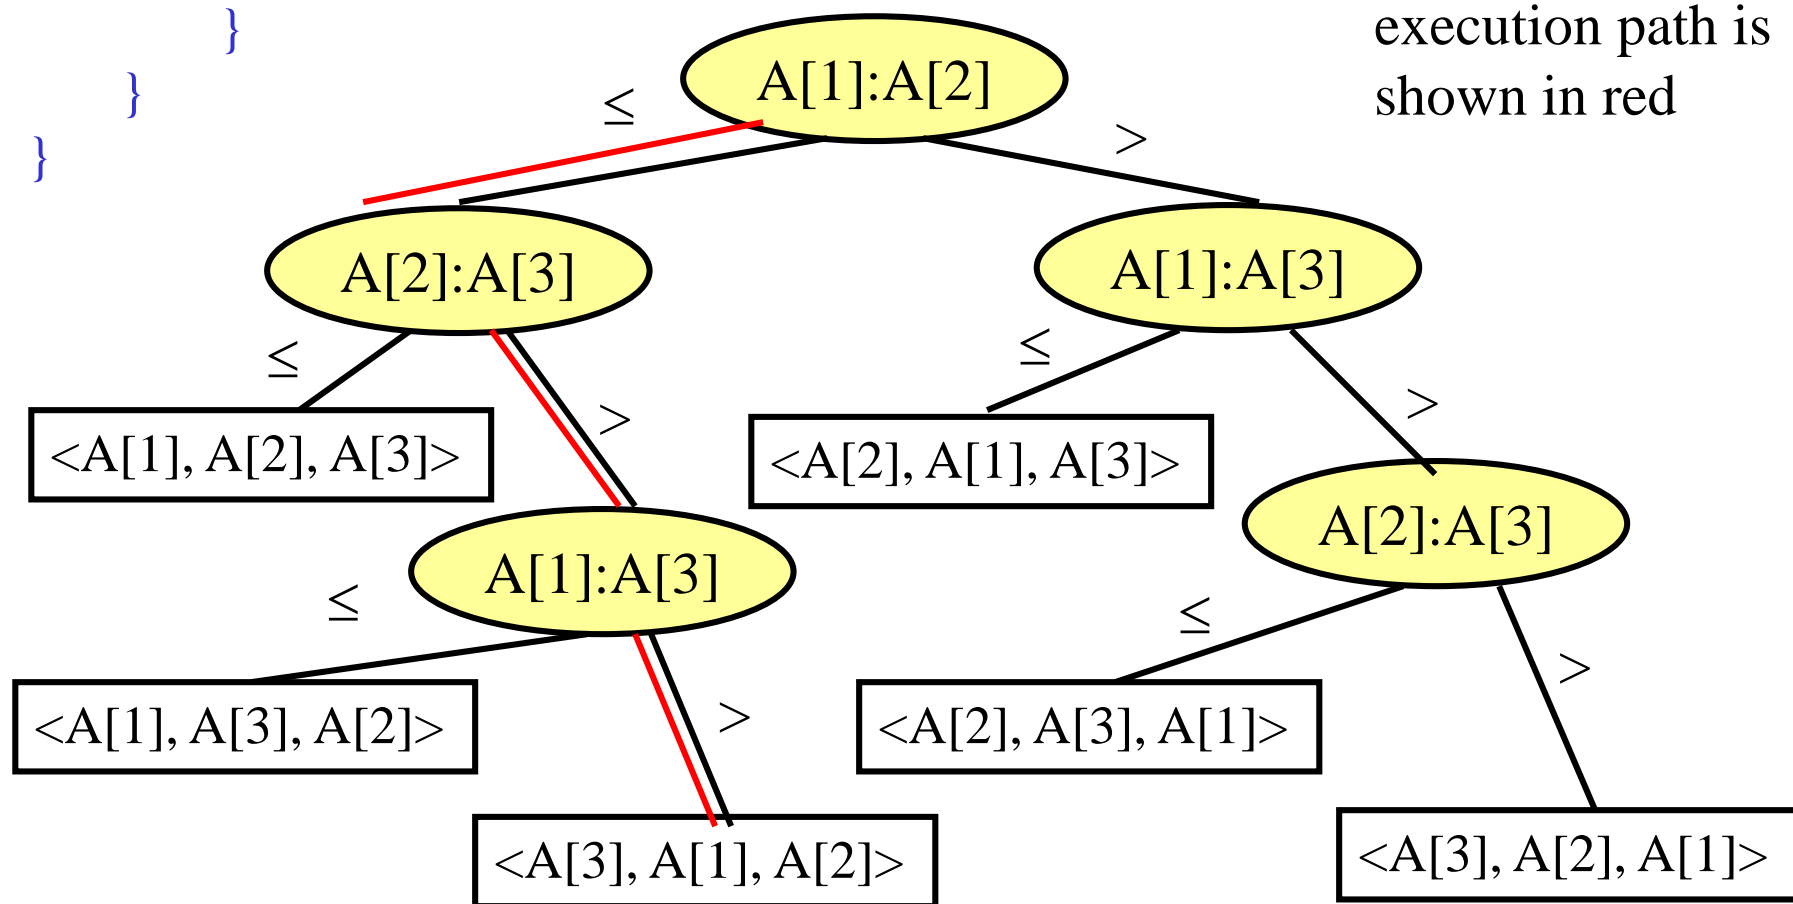 }
execution path is
A[1]:A[2]
}
≤
shown in red
>
}
A[2]:A[3]
A[1]:A[3]
≤
≤
>
>
<A[1], A[2], A[3]>
<A[2], A[1], A[3]>
A[2]:A[3]
A[1]:A[3]
≤
≤
>
>
<A[1], A[3], A[2]>
<A[2], A[3], A[1]>
<A[3], A[1], A[2]>
<A[3], A[2], A[1]>